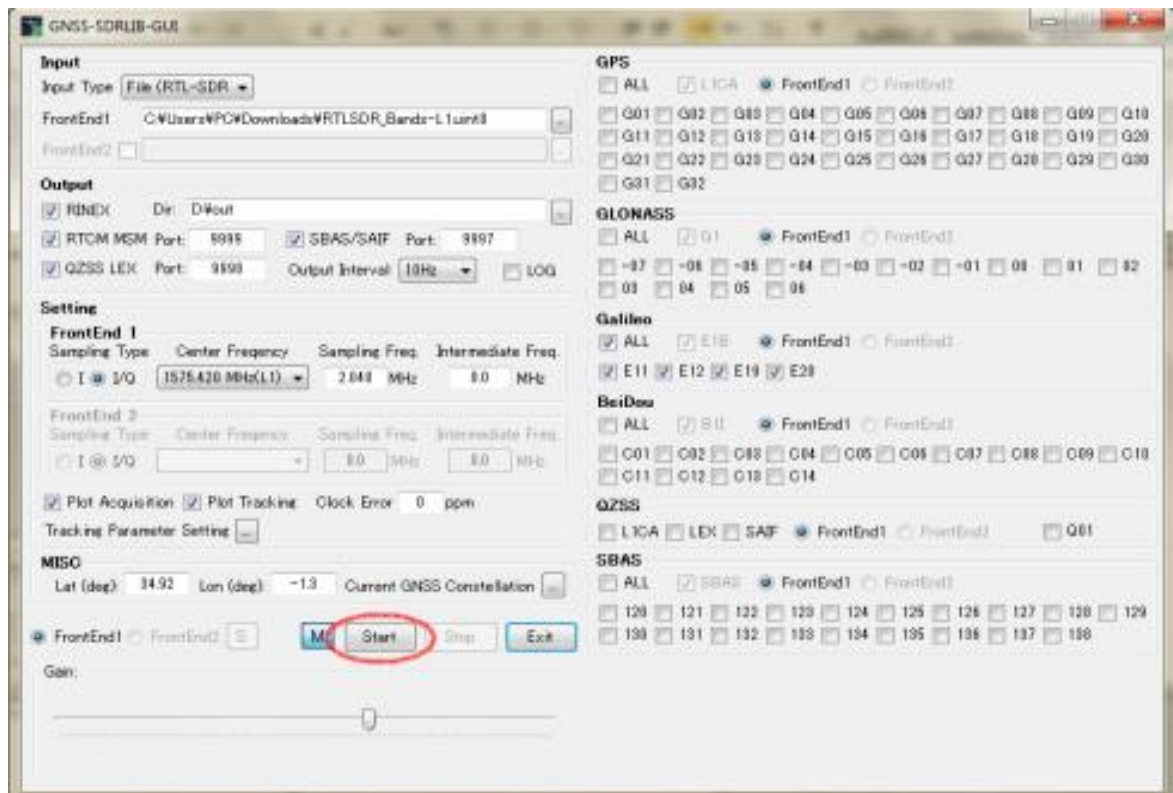 GNSS-SDRLIB-GUI
Input
Input Type File (RTL-SDR
FrontEnd1 C:¥Users¥PC¥Downloads¥RTLSDR_Bands-L1.uint8
FrontEnd2
Output
RINEX Dir: D:¥out
RTCM MSM Port: 9999 SBAS/SAIF Port: 9997
QZSS LEX Port: 9998 Output Interval 10Hz LOG
Setting
FrontEnd 1
Sampling Type Center Freqency Sampling Freq. Intermediate Freq.
I I/Q 1575.420 MHz(L1) 2.048 MHz 0.0 MHz
FrontEnd 2
Sampling Type Center Freqency Sampling Freq. Intermediate Freq.
I I/Q 0.0 MHz 0.0 MHz
Plot Acquisition Plot Tracking Clock Error 0 ppm
Tracking Parameter Setting ...
MISC
Lat (deg): 34.92 Lon (deg): -1.3 Current GNSS Constellation ...
FrontEnd1 FrontEnd2 Start Stop Exit
Gain:
GPS
ALL L1CA FrontEnd1 FrontEnd2
G01 G02 G03 G04 G05 G06 G07 G08 G09 G10
G11 G12 G13 G14 G15 G16 G17 G18 G19 G20
G21 G22 G23 G24 G25 G26 G27 G28 G29 G30
G31 G32
GLONASS
ALL G1 FrontEnd1 FrontEnd2
-07 -06 -05 -04 -03 -02 -01 00 01 02
03 04 05 06
Galileo
ALL E1B FrontEnd1 FrontEnd2
E11 E12 E19 E20
BeiDou
ALL B1I FrontEnd1 FrontEnd2
C01 C02 C03 C04 C05 C06 C07 C08 C09 C10
C11 C12 C13 C14
QZSS
L1CA LEX SAIF FrontEnd1 FrontEnd2 Q01
SBAS
ALL SBAS FrontEnd1 FrontEnd2
120 121 122 123 124 125 126 127 128 129
130 131 132 133 134 135 136 137 138